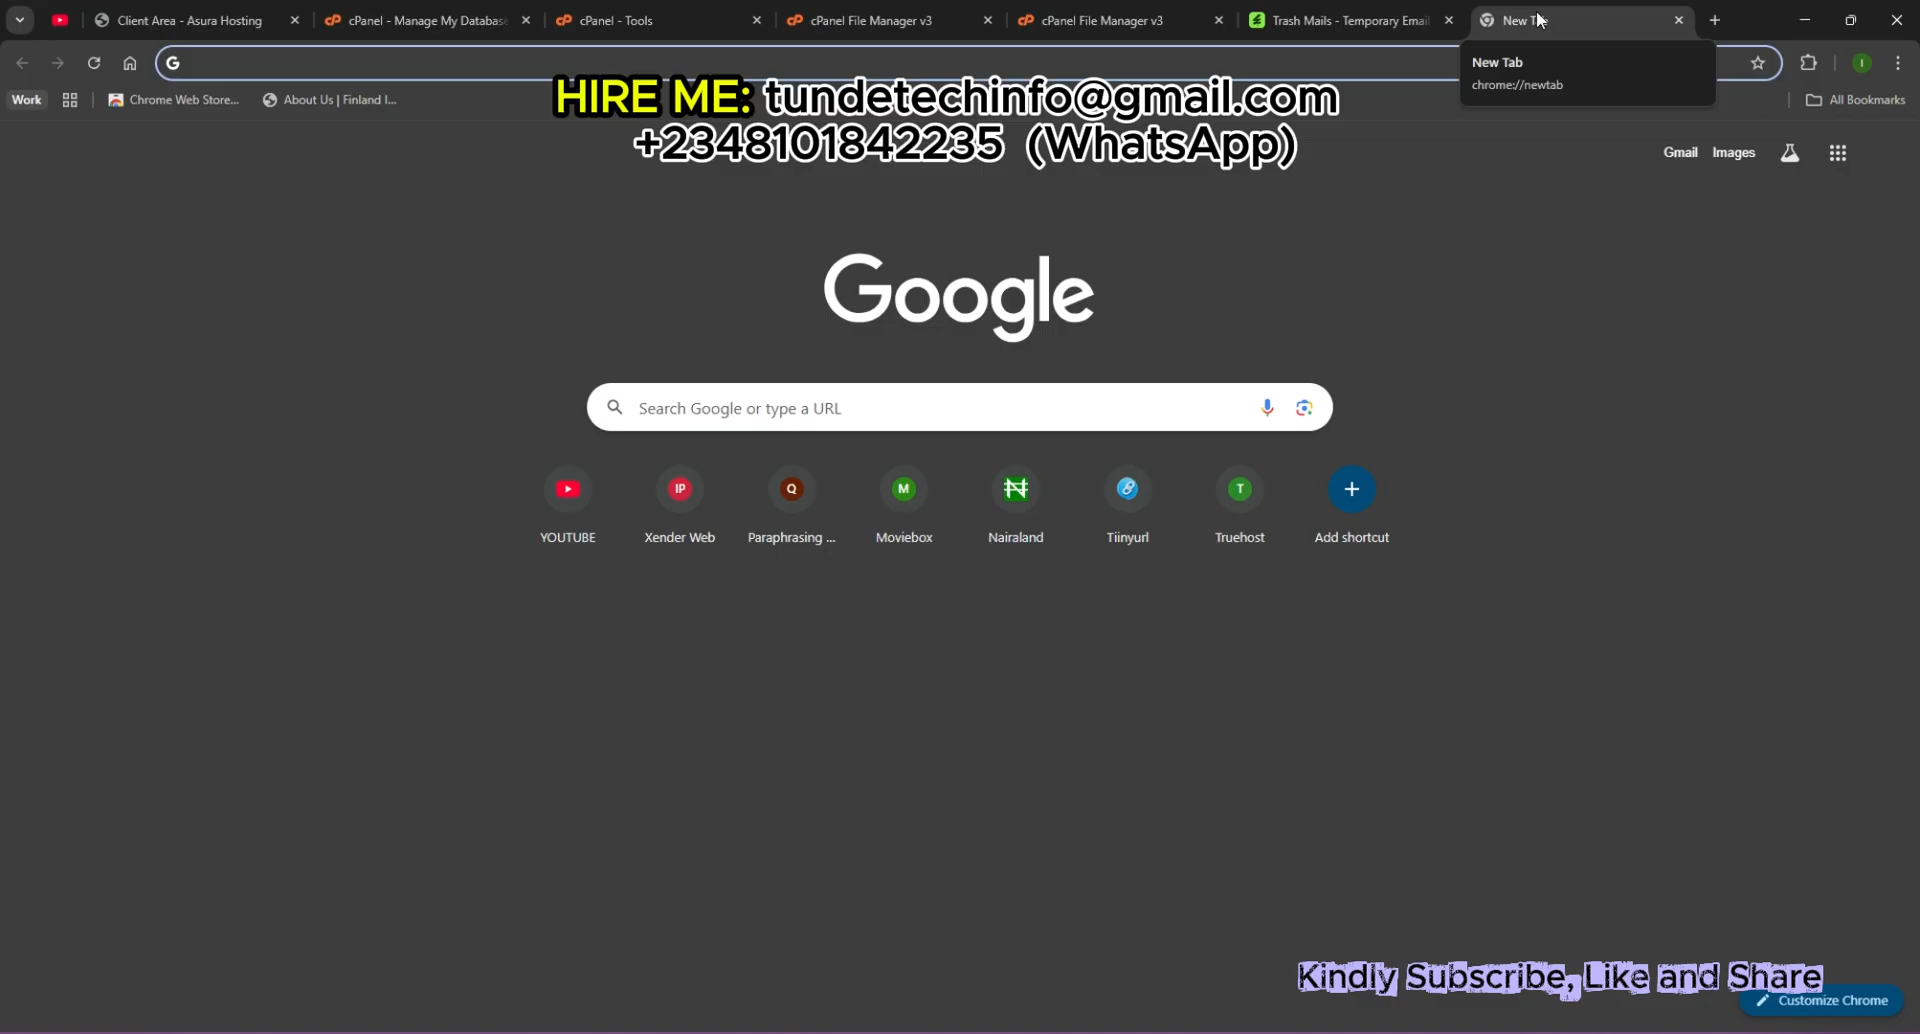 Client Area - Asura Hosting
cPanel - Manage My Database
cPanel - Tools
cPanel File Manager v3
cPanel File Manager v3
Trash Mails - Temporary Email
New
New Tab
chrome://newtab
Work
Chrome Web Store...
About Us | Finland I...
All Bookmarks
HIRE ME: tundetechinfo@gmail.com
+2348101842235 (WhatsApp)
Gmail
Images
Google
Search Google or type a URL
IP
Q
M
T
YOUTUBE
Xender Web
Paraphrasing ...
Moviebox
Nairaland
Tiinyurl
Truehost
Add shortcut
Kindly Subscribe, Like and Share
Customize Chrome